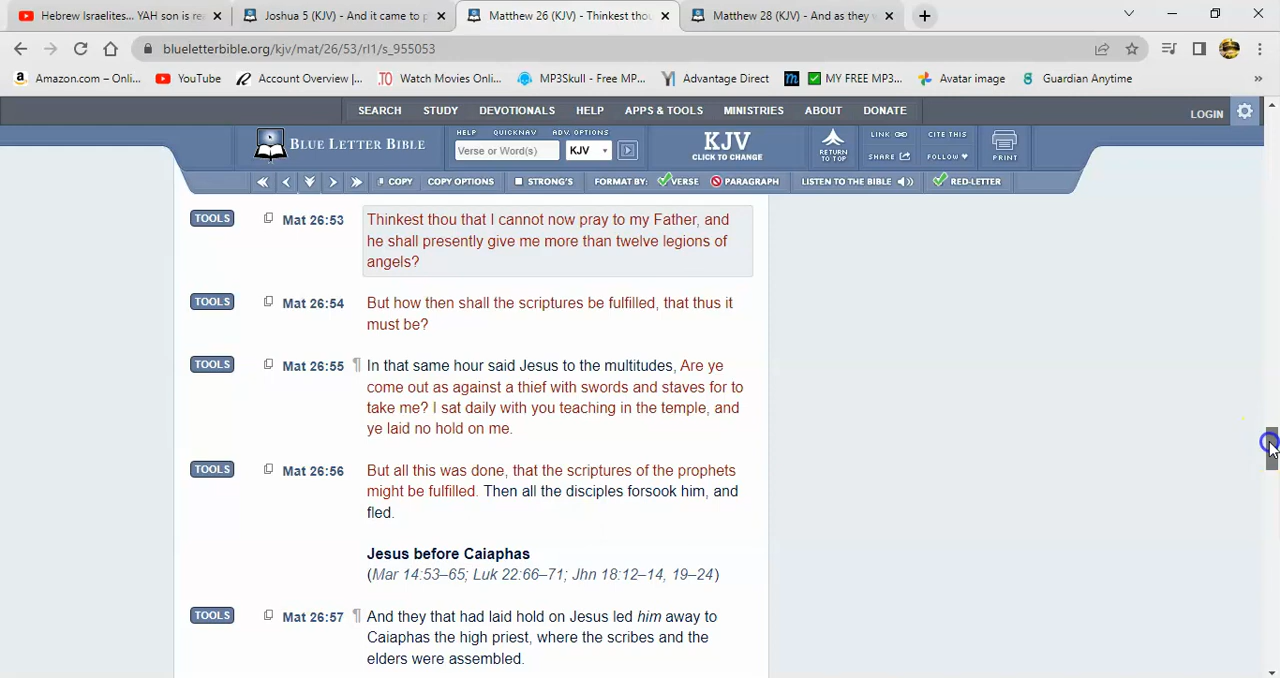 Hebrew Israelites... YAH son is re
Joshua 5 (KJV) - And it came to p
Matthew 26 (KJV) - Thinkest tho
Matthew 28 (KJV) - And as they w
blueletterbible.org/kjv/mat/26/53/rl1/s_955053
Amazon.com – Onli...
YouTube
Account Overview |...
TO Watch Movies Onl...
MP3Skull - Free MP...
Advantage Direct
m MY FREE MP3...
Avatar image
Guardian Anytime
»
SEARCH STUDY DEVOTIONALS HELP APPS & TOOLS MINISTRIES ABOUT DONATE
LOGIN
BLUE LETTER BIBLE
HELP QUICKNAV ADV. OPTIONS
Verse or Word(s) KJV
KJV
CLICK TO CHANGE
RETURN
TO TOP
LINK CITE THIS
SHARE FOLLOW
PRINT
COPY COPY OPTIONS STRONG'S FORMAT BY: VERSE PARAGRAPH LISTEN TO THE BIBLE RED-LETTER
TOOLS Mat 26:53 Thinkest thou that I cannot now pray to my Father, and
he shall presently give me more than twelve legions of
angels?
TOOLS Mat 26:54 But how then shall the scriptures be fulfilled, that thus it
must be?
TOOLS Mat 26:55 ¶ In that same hour said Jesus to the multitudes, Are ye
come out as against a thief with swords and staves for to
take me? I sat daily with you teaching in the temple, and
ye laid no hold on me.
TOOLS Mat 26:56 But all this was done, that the scriptures of the prophets
might be fulfilled. Then all the disciples forsook him, and
fled.
Jesus before Caiaphas
(Mar 14:53–65; Luk 22:66–71; Jhn 18:12–14, 19–24)
TOOLS Mat 26:57 ¶ And they that had laid hold on Jesus led him away to
Caiaphas the high priest, where the scribes and the
elders were assembled.